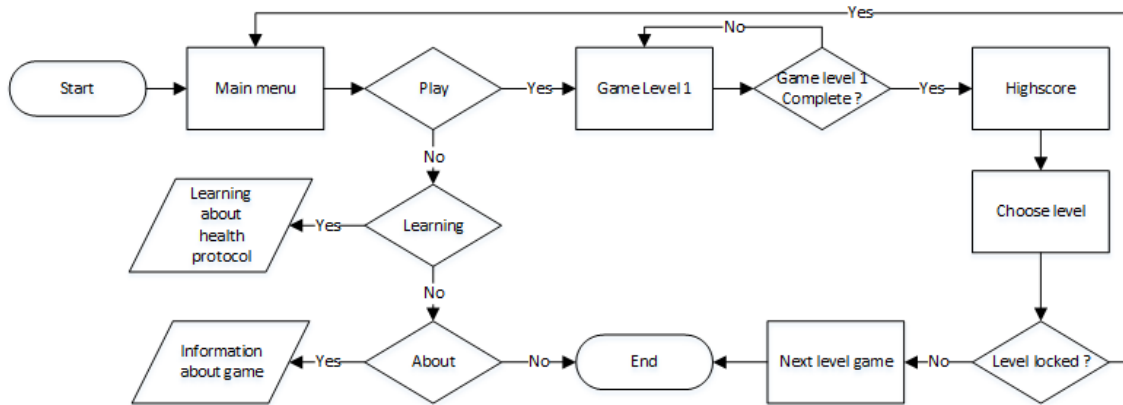 Yes
No
Start
Main menu
Play
Yes
Game Level 1
Game level 1
Complete ?
Yes
Highscore
No
Learning
about
health
protocol
Yes
Learning
Choose level
No
Information
about game
Yes
About
No
End
Next level game
No
Level locked ?